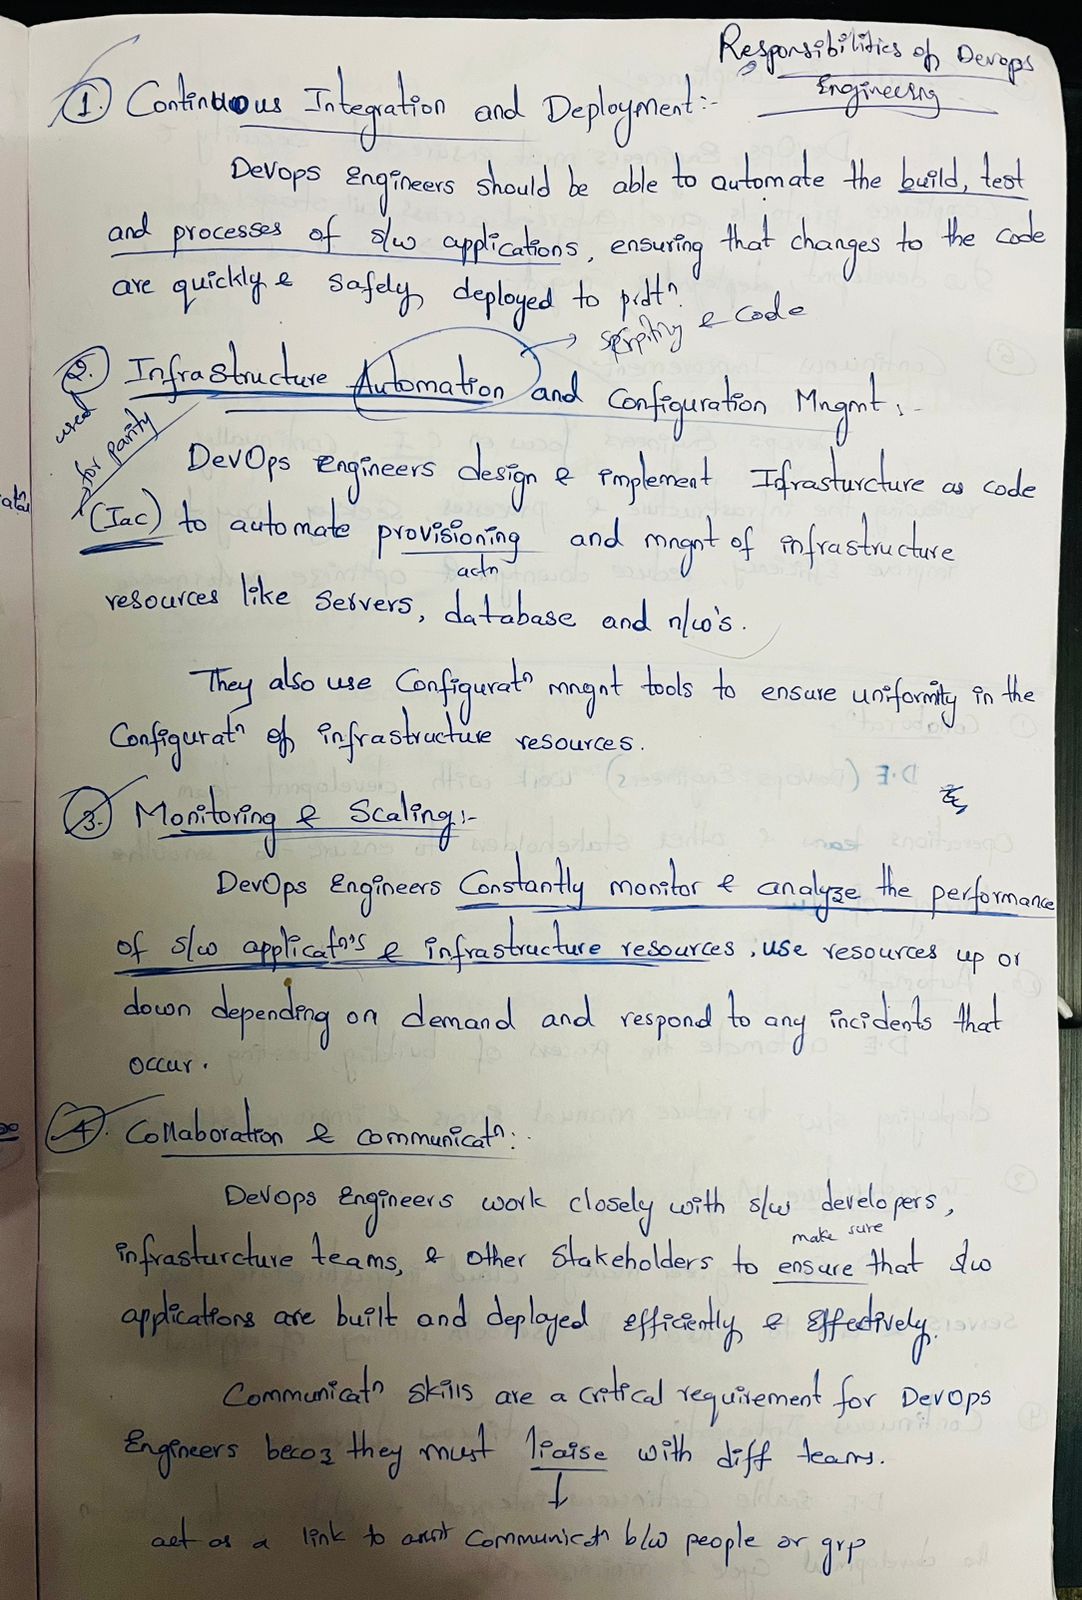 Responsibilities of Devops
Engineering
1. Continuous Integration and Deployment:-
Devops Engineers should be able to automate the build, test
and processes of s/w applications, ensuring that changes to the code
are quickly & safely deployed to prdtn.
& code
2. Infrastructure Automation and Configuration Mngmt:-
used
for parity
DevOps Engineers design & implement Ifrasturcture as code
(Iac) to automate provisioning and mngnt of infrastructure
actn
resources like servers, database and n/w's.
They also use Configuratn mngnt tools to ensure uniformity in the
Configuratn of infrastructure resources.
3. Monitoring & Scaling:-
DevOps Engineers Constantly monitor & analyze the performance
of s/w applicatn's & infrastructure resources, use resources up or
down depending on demand and respond to any incidents that
occur.
4. Collaboration & communicatn:-
Devops Engineers work closely with s/w developers,
make sure
infrasturcture teams, & other Stakeholders to ensure that s/w
applications are built and deployed efficiently & Effectively.
Communicatn skills are a critical requirement for DevOps
Engineers becoz they must liaise with diff teams.
act as a link to communicatn b/w people or grp